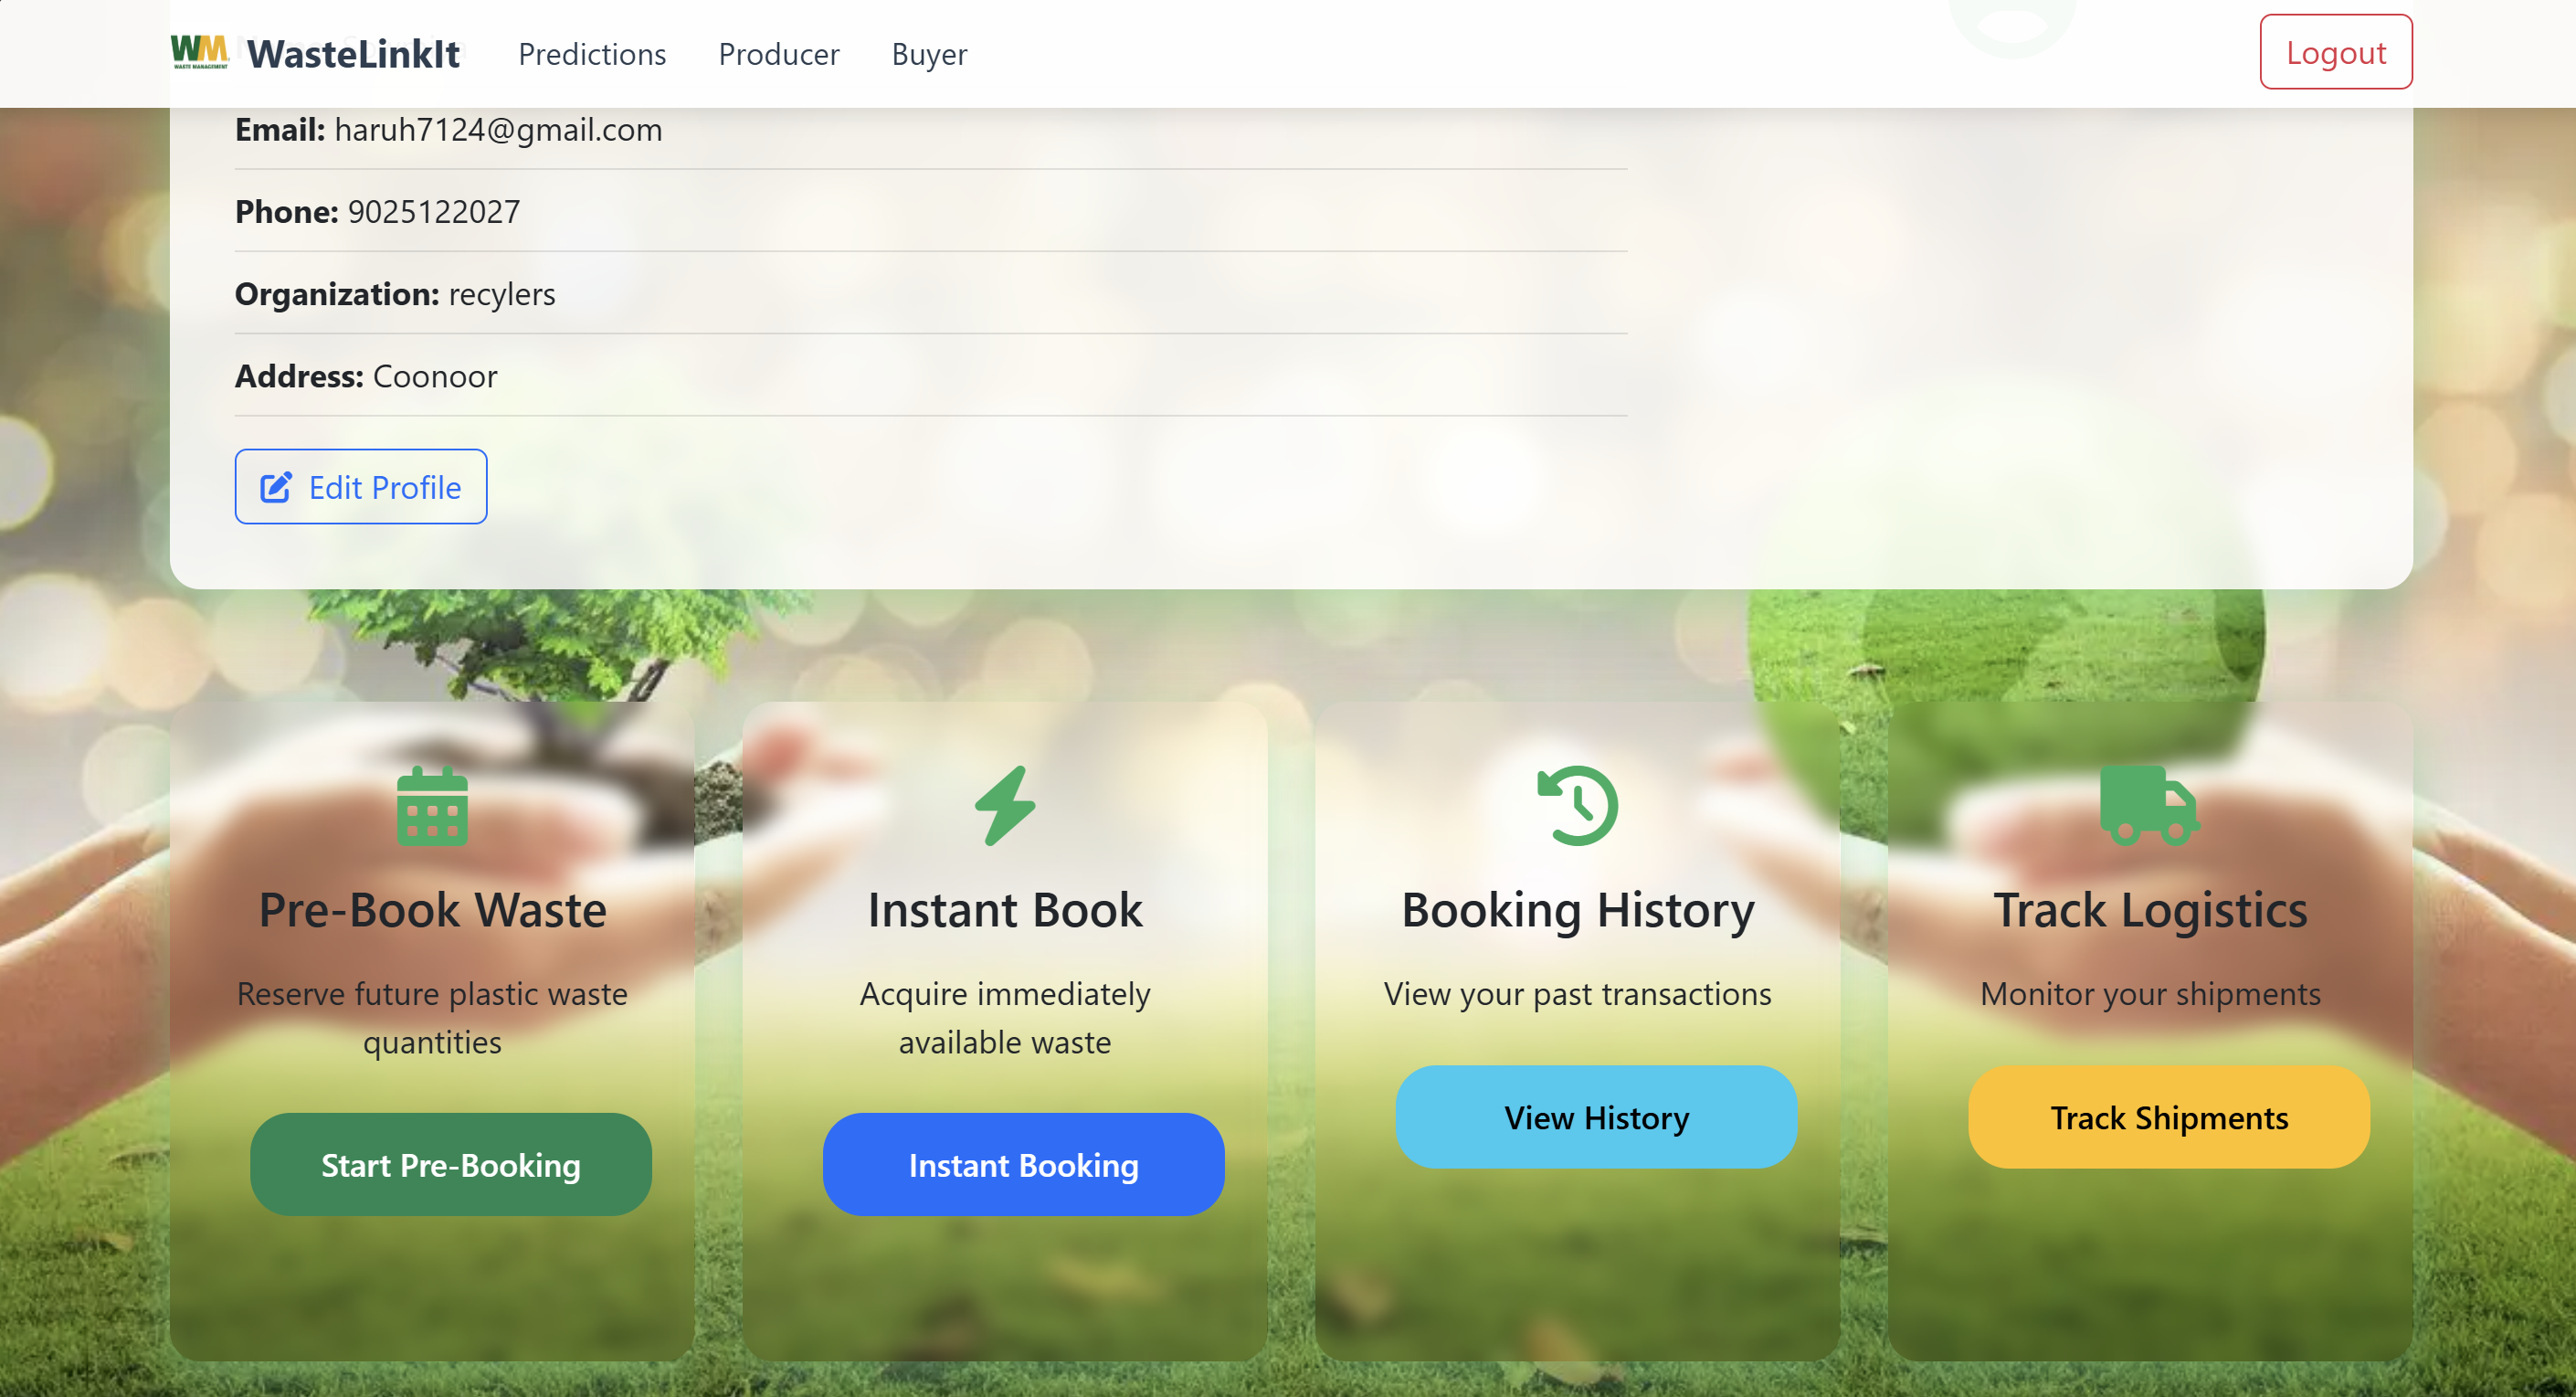 WM
WASTE MANAGEMENT
WasteLinkIt
Predictions
Producer
Buyer
Logout
Email: haruh7124@gmail.com
Phone: 9025122027
Organization: recylers
Address: Coonoor
Edit Profile
Pre-Book Waste
Reserve future plastic waste
quantities
Start Pre-Booking
Instant Book
Acquire immediately
available waste
Instant Booking
Booking History
View your past transactions
View History
Track Logistics
Monitor your shipments
Track Shipments